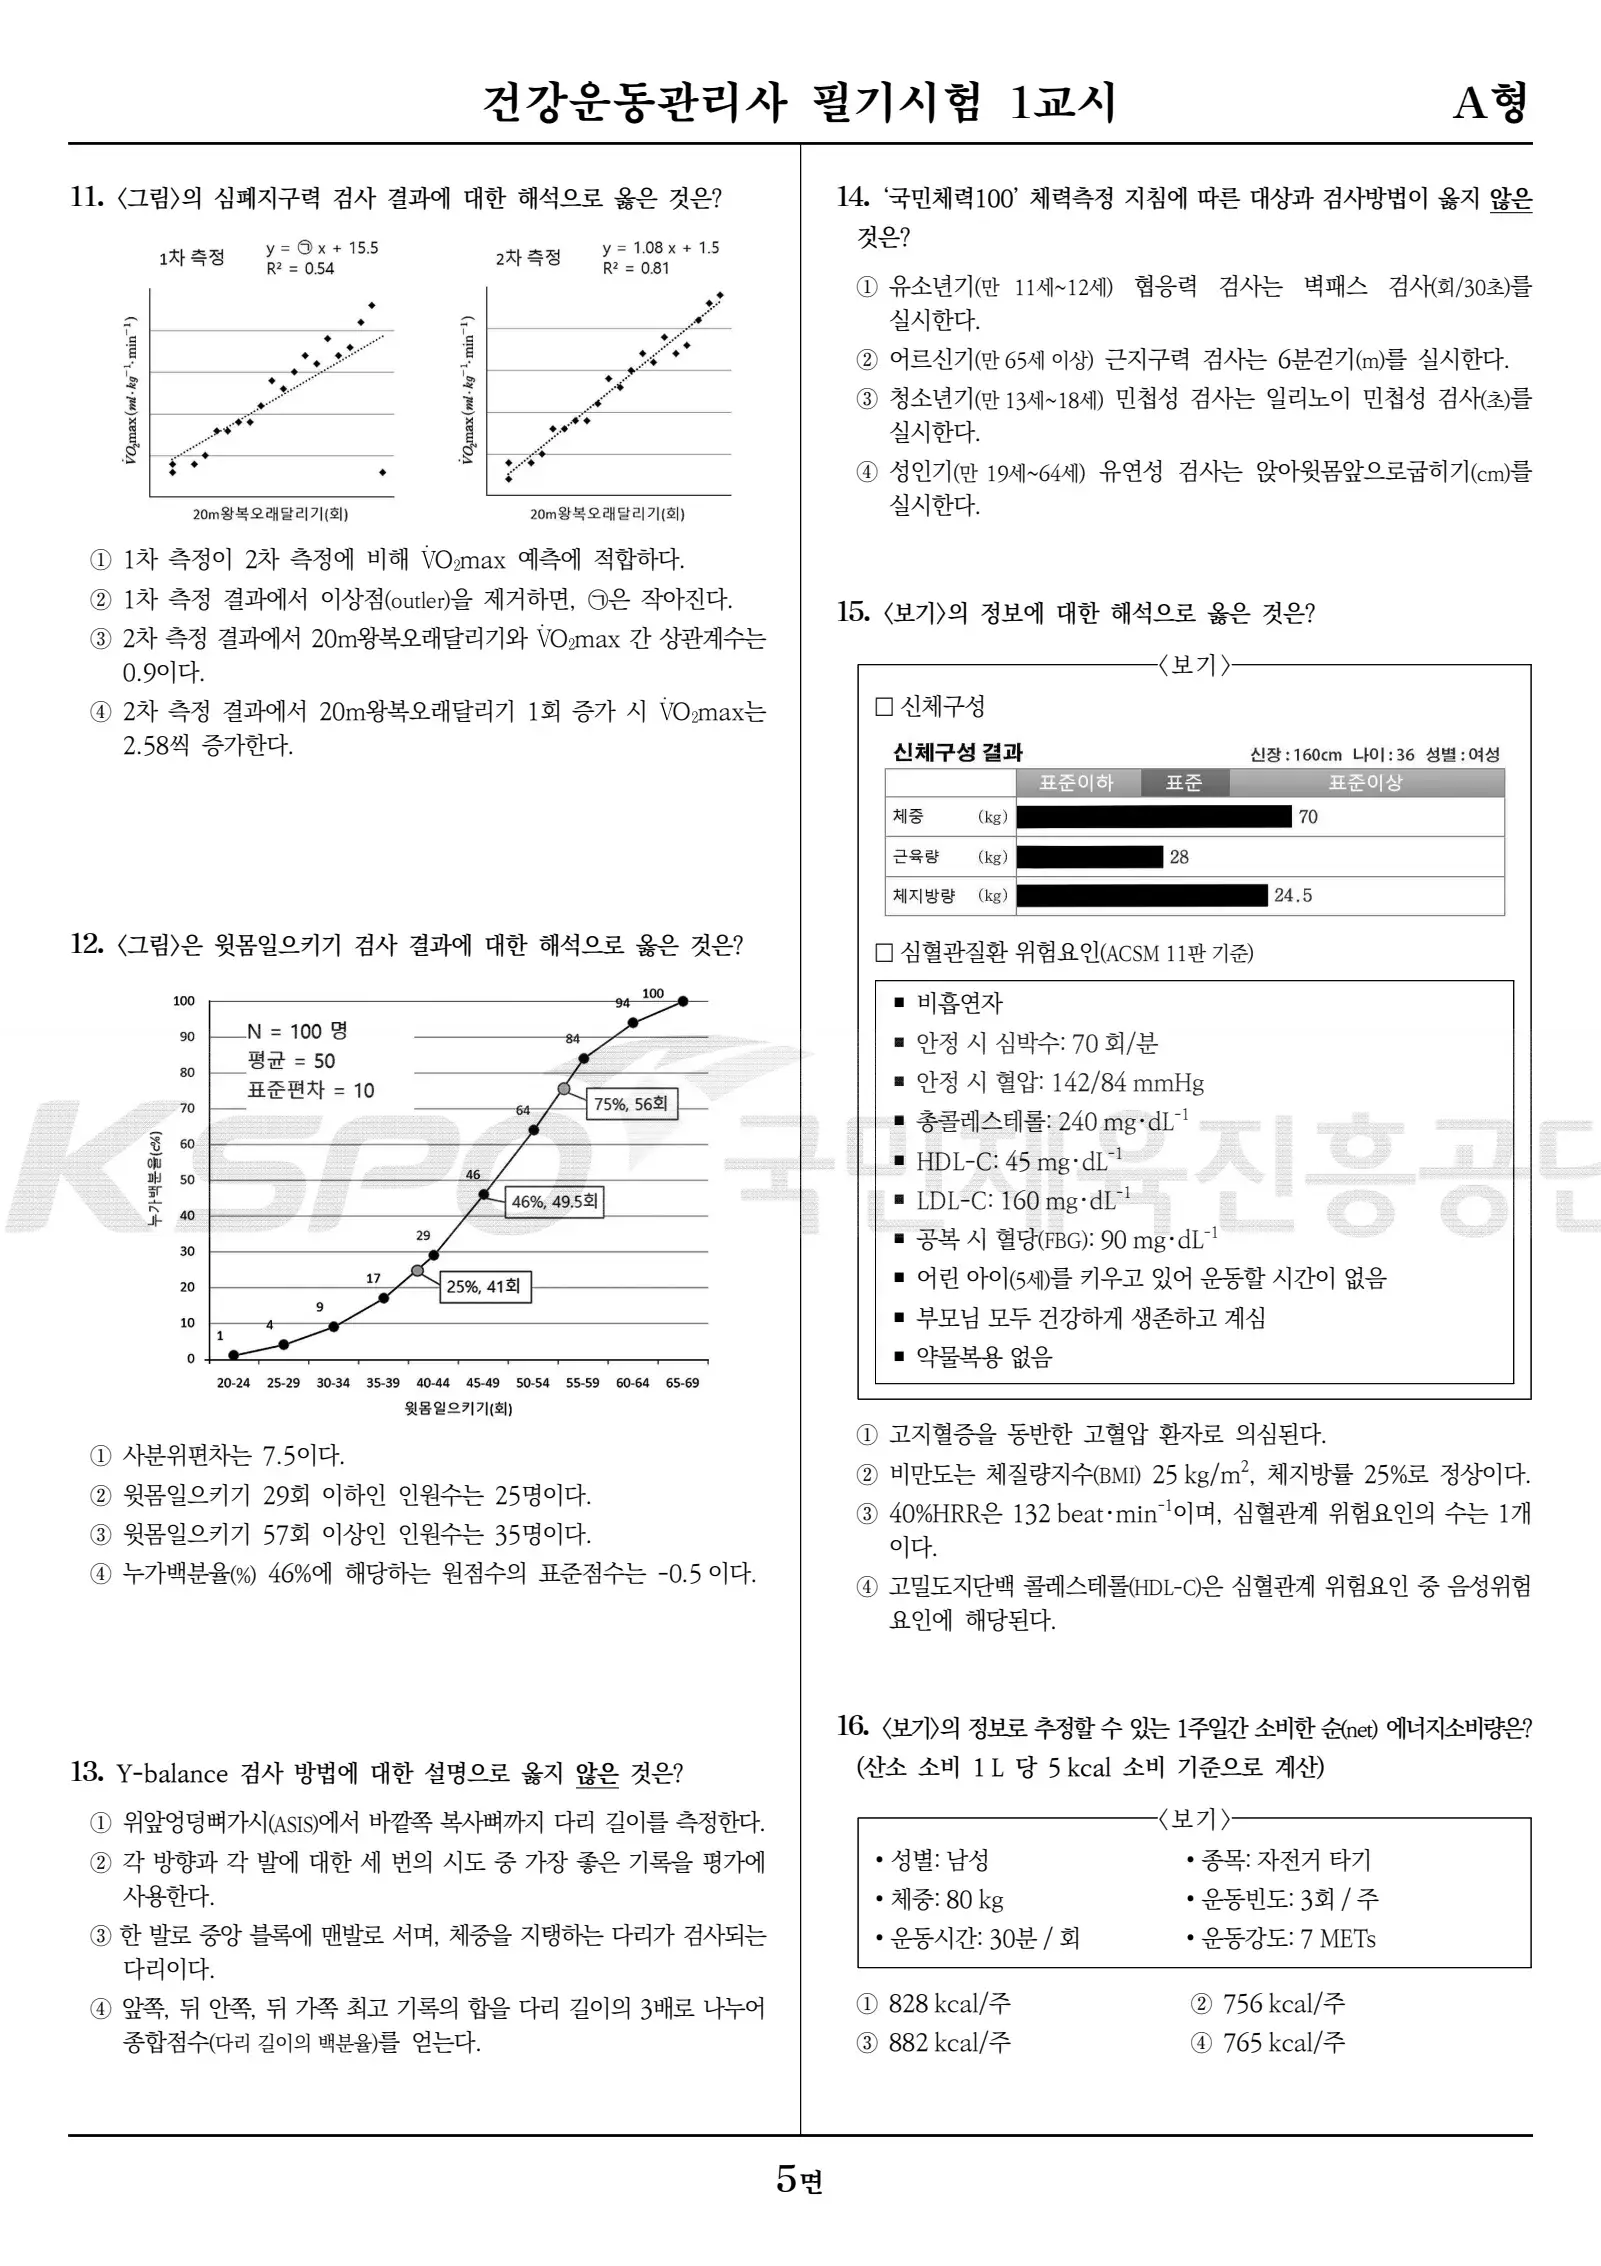 건강운동관리사 필기시험 1교시
A형
11. 〈그림〉의 심폐지구력 검사 결과에 대한 해석으로 옳은 것은?
1차 측정
y = ㉠ x + 15.5
R² = 0.54
V̇O₂max (ml·kg⁻¹·min⁻¹)
20m왕복오래달리기(회)
2차 측정
y = 1.08 x + 1.5
R² = 0.81
V̇O₂max (ml·kg⁻¹·min⁻¹)
20m왕복오래달리기(회)
① 1차 측정이 2차 측정에 비해 V̇O₂max 예측에 적합하다.
② 1차 측정 결과에서 이상점(outler)을 제거하면, ㉠은 작아진다.
③ 2차 측정 결과에서 20m왕복오래달리기와 V̇O₂max 간 상관계수는
0.9이다.
④ 2차 측정 결과에서 20m왕복오래달리기 1회 증가 시 V̇O₂max는
2.58씩 증가한다.
12. 〈그림〉은 윗몸일으키기 검사 결과에 대한 해석으로 옳은 것은?
N = 100 명
평균 = 50
표준편차 = 10
누가백분율(c%)
100
90
80
70
60
50
40
30
20
10
0
1
4
9
17
29
46
64
84
94
100
75%, 56회
46%, 49.5회
25%, 41회
20-24 25-29 30-34 35-39 40-44 45-49 50-54 55-59 60-64 65-69
윗몸일으키기(회)
① 사분위편차는 7.5이다.
② 윗몸일으키기 29회 이하인 인원수는 25명이다.
③ 윗몸일으키기 57회 이상인 인원수는 35명이다.
④ 누가백분율(%) 46%에 해당하는 원점수의 표준점수는 -0.5 이다.
13. Y-balance 검사 방법에 대한 설명으로 옳지 않은 것은?
① 위앞엉덩뼈가시(ASIS)에서 바깥쪽 복사뼈까지 다리 길이를 측정한다.
② 각 방향과 각 발에 대한 세 번의 시도 중 가장 좋은 기록을 평가에
사용한다.
③ 한 발로 중앙 블록에 맨발로 서며, 체중을 지탱하는 다리가 검사되는
다리이다.
④ 앞쪽, 뒤 안쪽, 뒤 가쪽 최고 기록의 합을 다리 길이의 3배로 나누어
종합점수(다리 길이의 백분율)를 얻는다.
14. ‘국민체력100’ 체력측정 지침에 따른 대상과 검사방법이 옳지 않은
것은?
① 유소년기(만 11세~12세) 협응력 검사는 벽패스 검사(회/30초)를
실시한다.
② 어르신기(만 65세 이상) 근지구력 검사는 6분걷기(m)를 실시한다.
③ 청소년기(만 13세~18세) 민첩성 검사는 일리노이 민첩성 검사(초)를
실시한다.
④ 성인기(만 19세~64세) 유연성 검사는 앉아윗몸앞으로굽히기(cm)를
실시한다.
15. 〈보기〉의 정보에 대한 해석으로 옳은 것은?
〈보기〉
□ 신체구성
신체구성 결과
신장 : 160cm 나이 : 36 성별 : 여성
표준이하 표준 표준이상
체중 (kg) 70
근육량 (kg) 28
체지방량 (kg) 24.5
□ 심혈관질환 위험요인(ACSM 11판 기준)
▪ 비흡연자
▪ 안정 시 심박수: 70 회/분
▪ 안정 시 혈압: 142/84 mmHg
▪ 총콜레스테롤: 240 mg·dL⁻¹
▪ HDL-C: 45 mg·dL⁻¹
▪ LDL-C: 160 mg·dL⁻¹
▪ 공복 시 혈당(FBG): 90 mg·dL⁻¹
▪ 어린 아이(5세)를 키우고 있어 운동할 시간이 없음
▪ 부모님 모두 건강하게 생존하고 계심
▪ 약물복용 없음
① 고지혈증을 동반한 고혈압 환자로 의심된다.
② 비만도는 체질량지수(BMI) 25 kg/m², 체지방률 25%로 정상이다.
③ 40%HRR은 132 beat·min⁻¹이며, 심혈관계 위험요인의 수는 1개
이다.
④ 고밀도지단백 콜레스테롤(HDL-C)은 심혈관계 위험요인 중 음성위험
요인에 해당된다.
16. 〈보기〉의 정보로 추정할 수 있는 1주일간 소비한 순(net) 에너지소비량은?
(산소 소비 1 L 당 5 kcal 소비 기준으로 계산)
〈보기〉
• 성별: 남성 • 종목: 자전거 타기
• 체중: 80 kg • 운동빈도: 3회 / 주
• 운동시간: 30분 / 회 • 운동강도: 7 METs
① 828 kcal/주 ② 756 kcal/주
③ 882 kcal/주 ④ 765 kcal/주
KSPO 국민체육진흥공단
5면